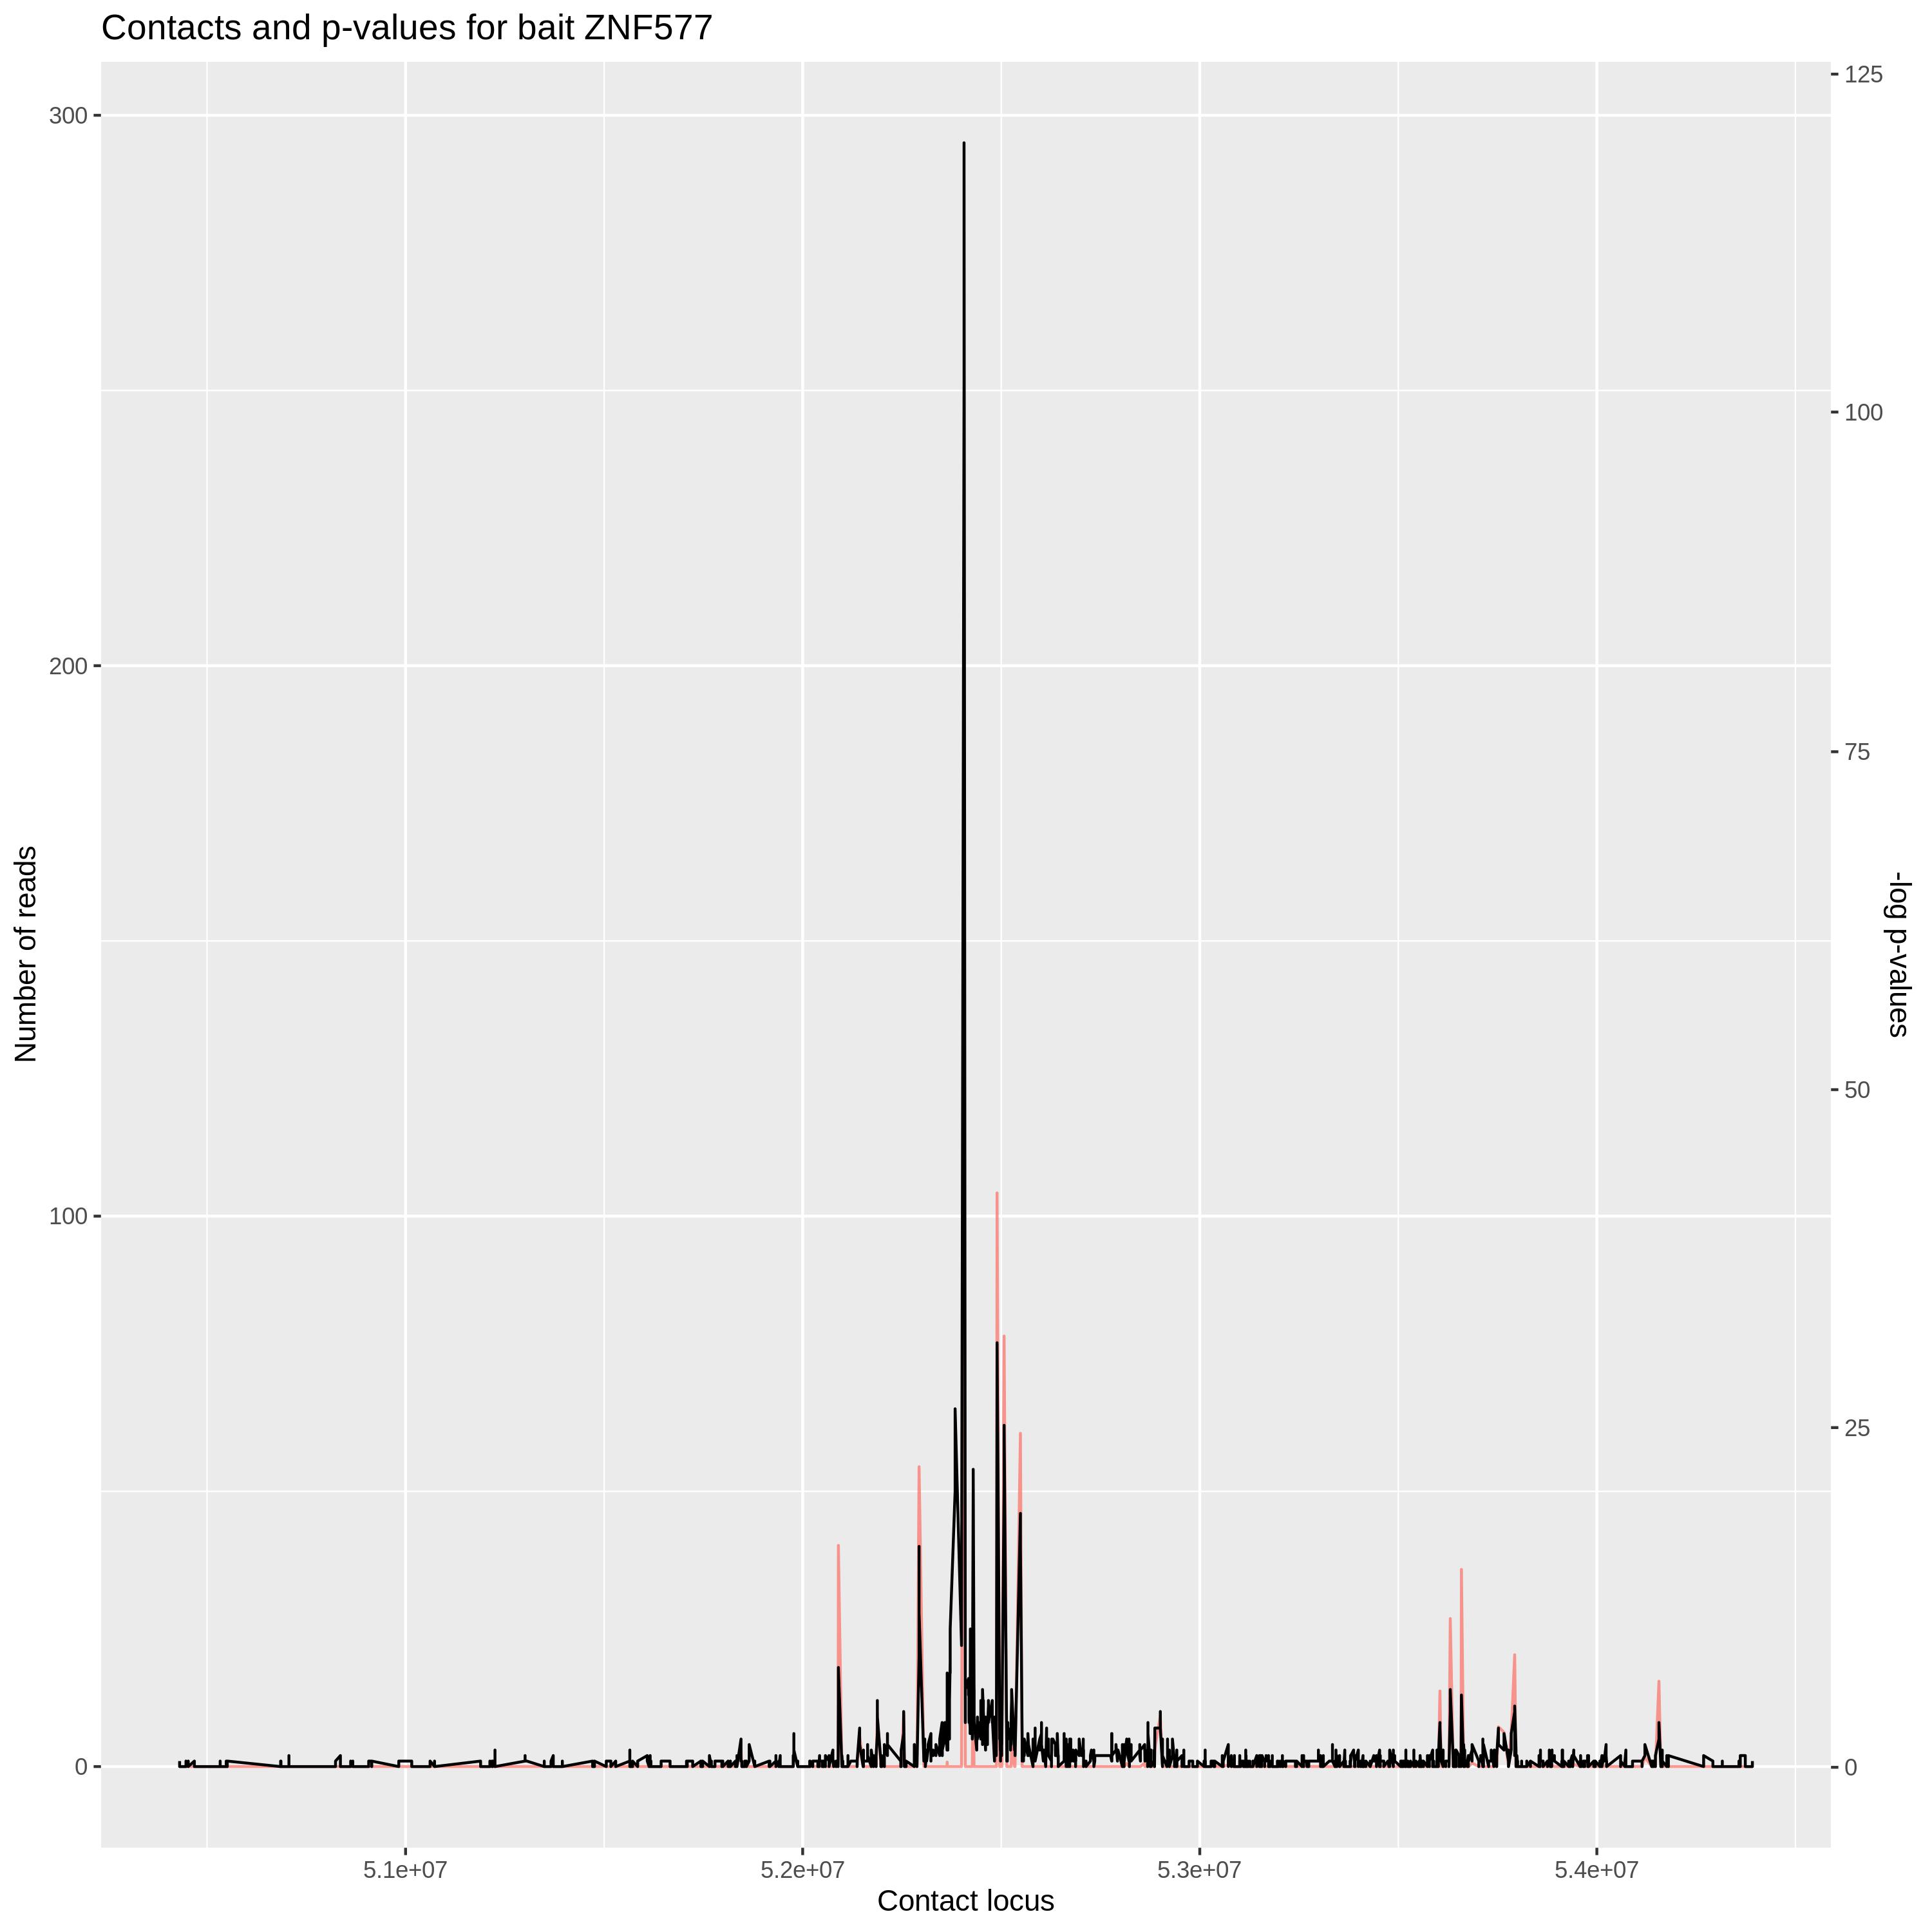 Contacts and p-values for bait ZNF577
300
200
100
0
Number of reads
125
100
75
50
25
0
-log p-values
5.1e+07
5.2e+07
5.3e+07
5.4e+07
Contact locus